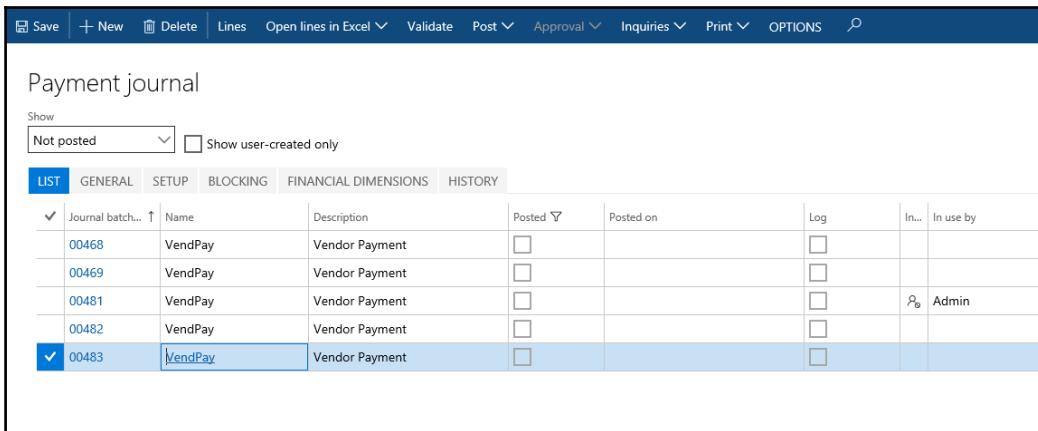 Save New Delete Lines Open lines in Excel Validate Post Approval Inquiries Print OPTIONS
Payment journal
Show
Not posted Show user-created only
LIST GENERAL SETUP BLOCKING FINANCIAL DIMENSIONS HISTORY
Journal batch... Name Description Posted Posted on Log In... In use by
00468 VendPay Vendor Payment
00469 VendPay Vendor Payment
00481 VendPay Vendor Payment Admin
00482 VendPay Vendor Payment
00483 VendPay Vendor Payment